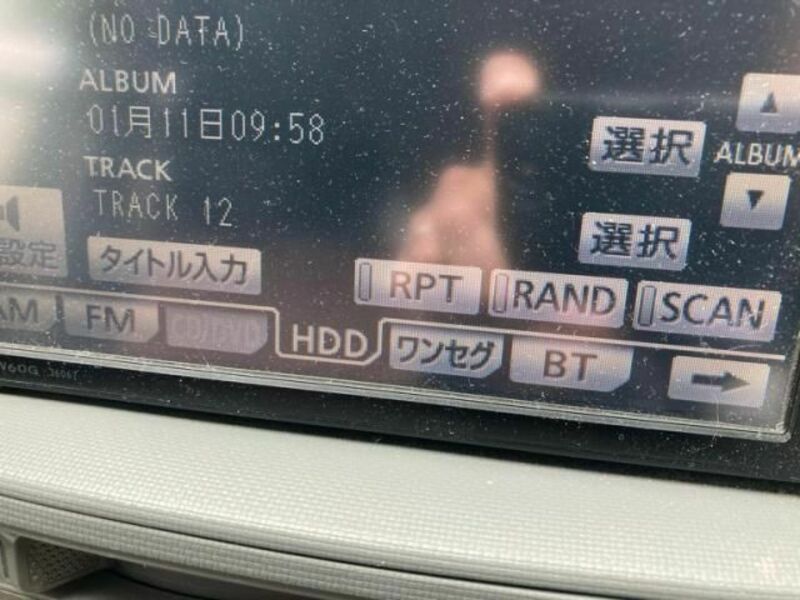 (NO DATA)
ALBUM
01月11日09:58
選択
ALBUM
TRACK
TRACK 12
選択
設定
タイトル入力
RPT
RAND
SCAN
AM
FM
CD/DVD
HDD
ワンセグ
BT